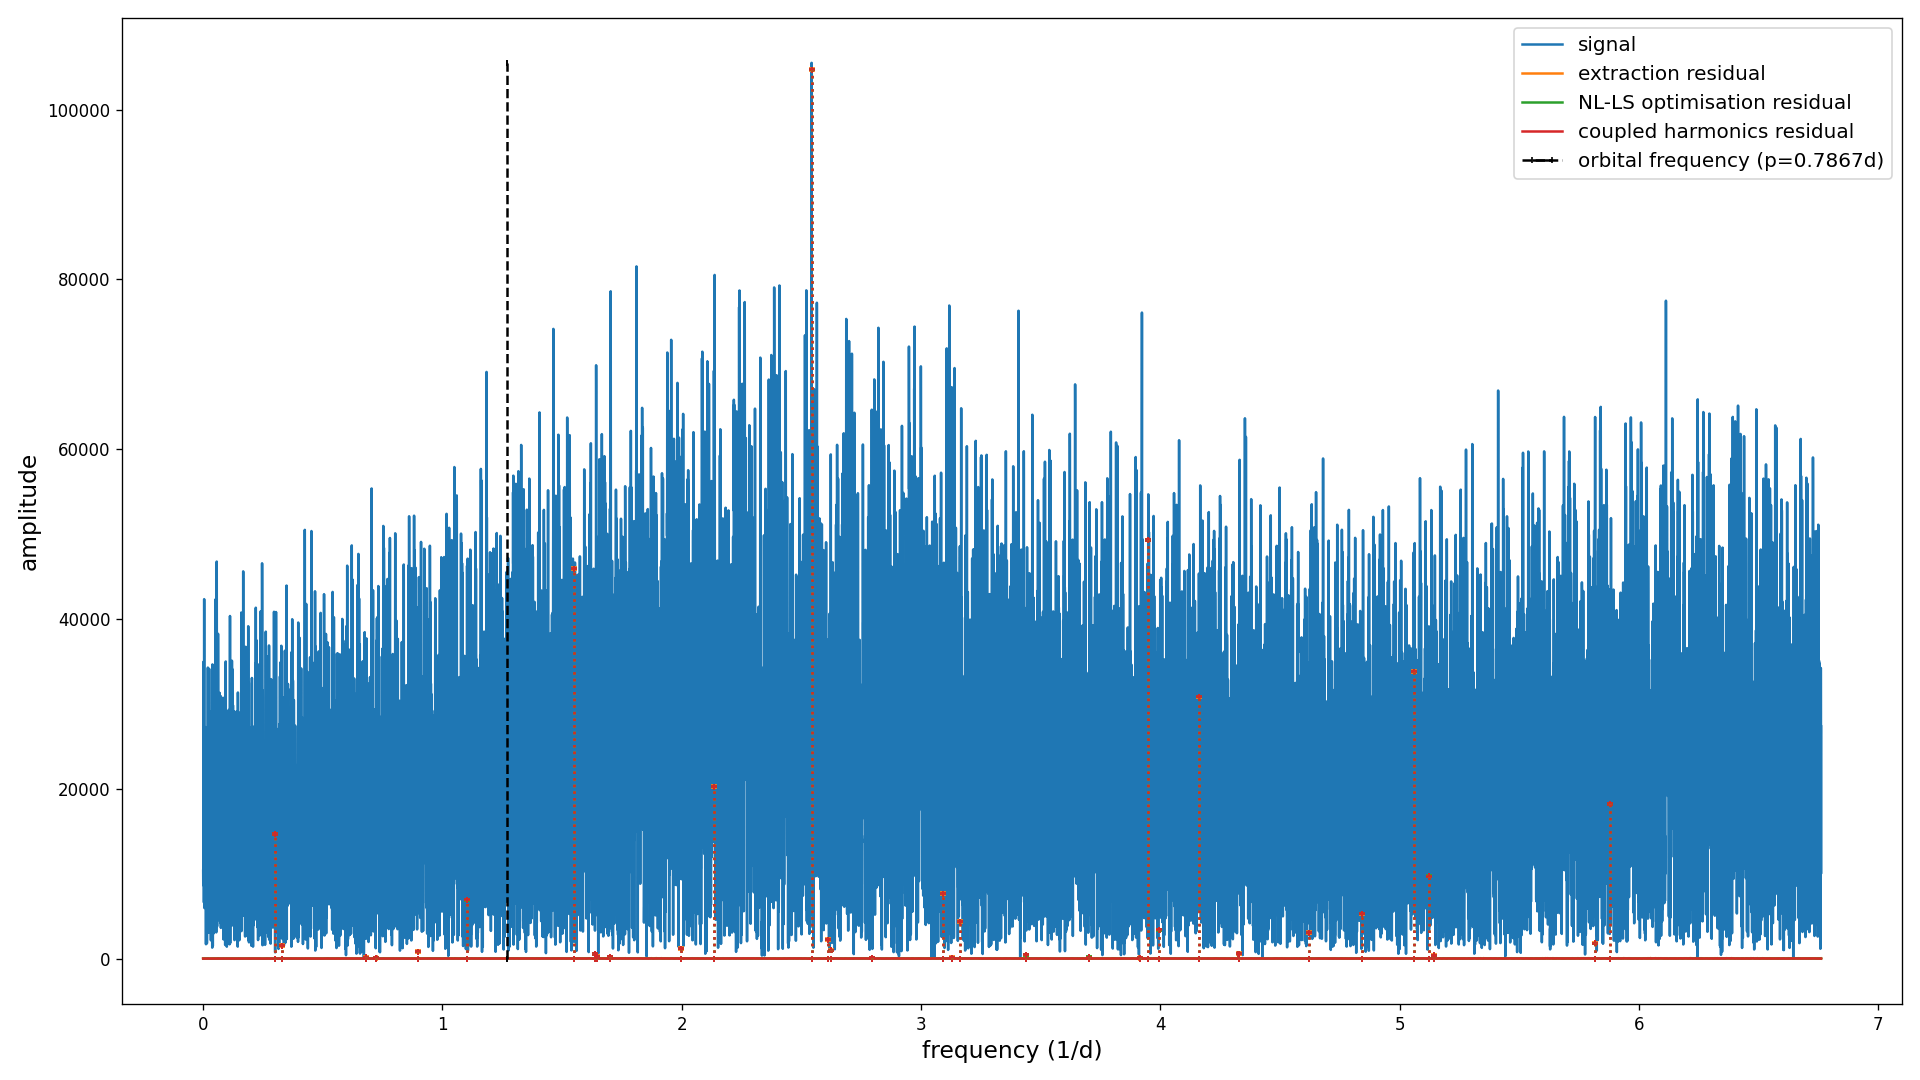 signal
extraction residual
NL-LS optimisation residual
coupled harmonics residual
orbital frequency (p=0.7867d)
100000
80000
60000
40000
20000
0
amplitude
0 1 2 3 4 5 6 7
frequency (1/d)